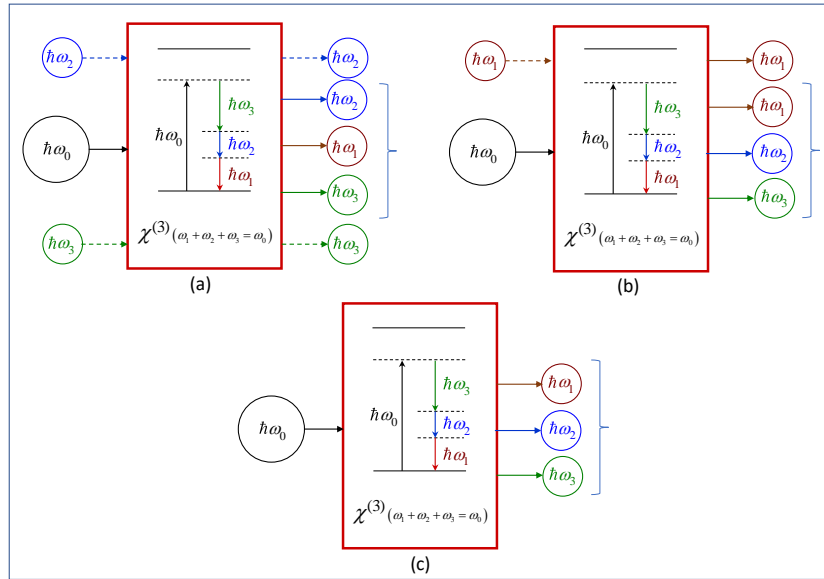 ħω₂ ħω₂
ħω₃ ħω₂
ħω₀ ħω₀ ħω₂ ħω₁
ħω₁ ħω₃
ħω₃ χ⁽³⁾(ω₁ + ω₂ + ω₃ = ω₀) ħω₃
(a)
ħω₁ ħω₁
ħω₃ ħω₁
ħω₀ ħω₀ ħω₂ ħω₂
ħω₁ ħω₃
χ⁽³⁾(ω₁ + ω₂ + ω₃ = ω₀)
(b)
ħω₃ ħω₁
ħω₀ ħω₀ ħω₂ ħω₂
ħω₁ ħω₃
χ⁽³⁾(ω₁ + ω₂ + ω₃ = ω₀)
(c)